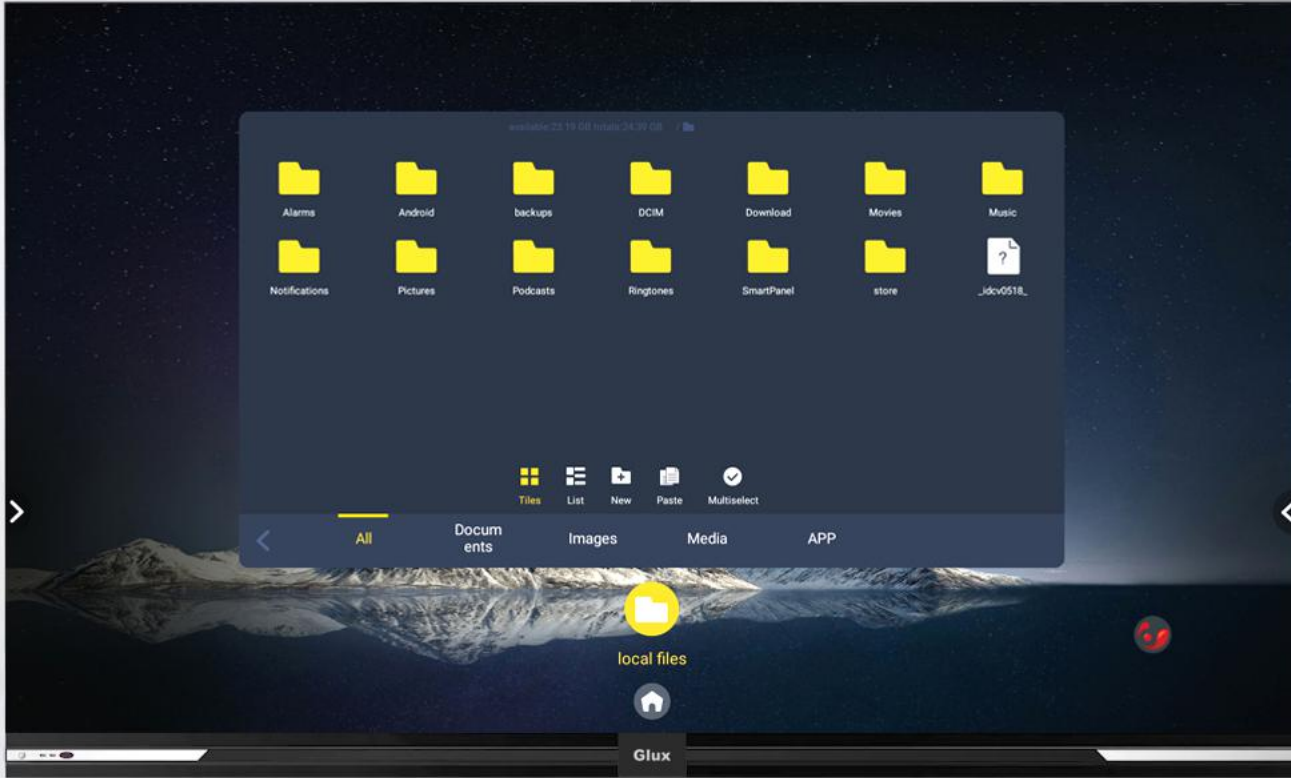 available:23.19 GB totals:24.39 GB /
Alarms
Android
backups
DCIM
Download
Movies
Music
Notifications
Pictures
Podcasts
Ringtones
SmartPanel
store
?
_idcv0518_
Tiles
List
New
Paste
Multiselect
All
Docum
ents
Images
Media
APP
local files
Glux